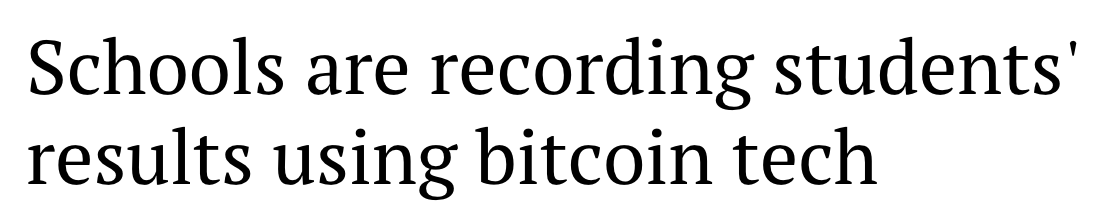 Schools are recording students'
results using bitcoin tech